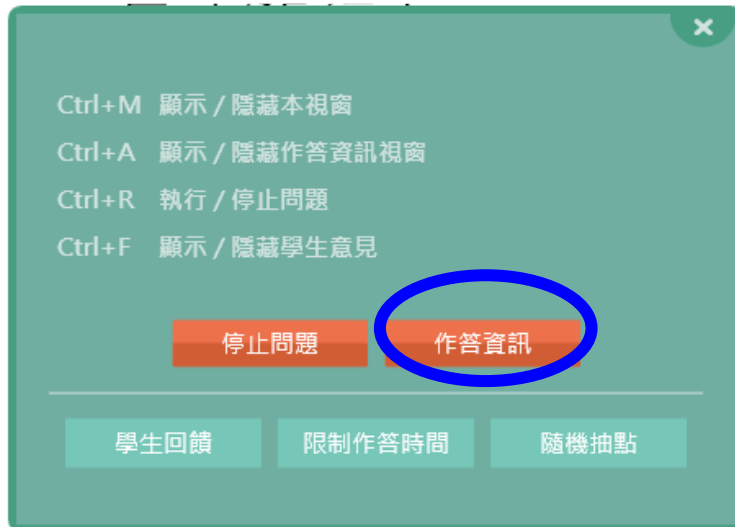 Ctrl+M 顯示 / 隱藏本視窗
Ctrl+A 顯示 / 隱藏作答資訊視窗
Ctrl+R 執行 / 停止問題
Ctrl+F 顯示 / 隱藏學生意見
停止問題 作答資訊
學生回饋 限制作答時間 隨機抽點